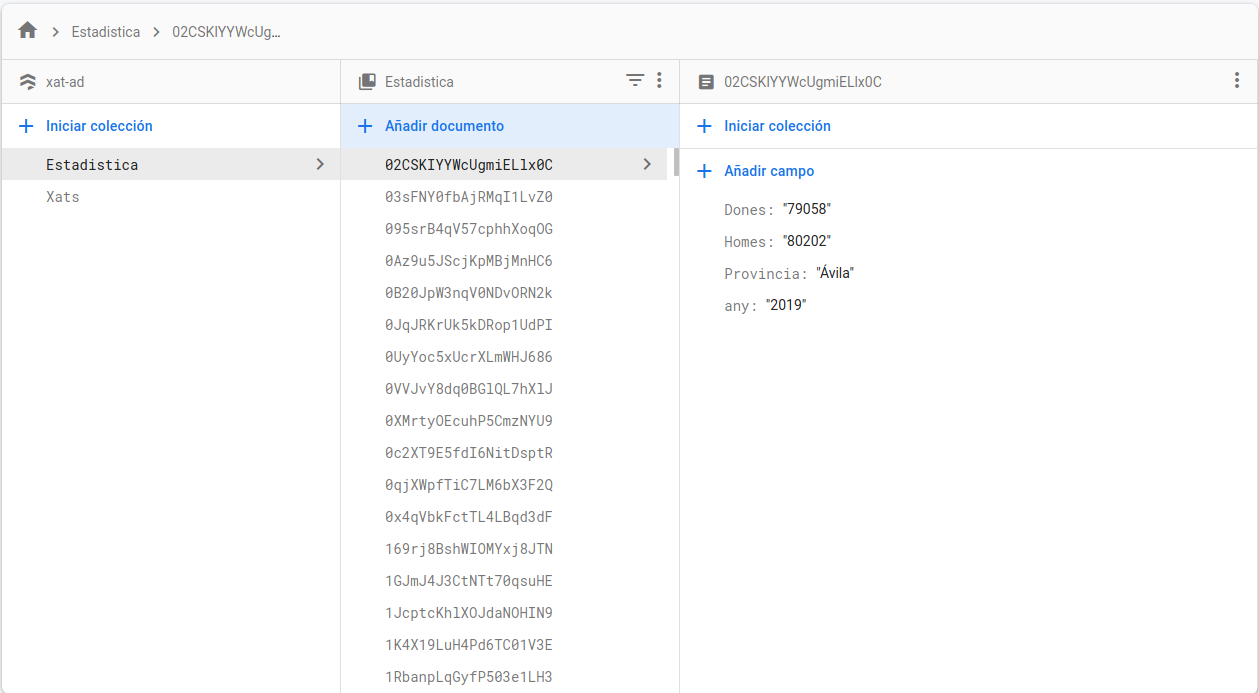 Estadistica
02CSKIYYWcUg…
xat-ad
Estadistica
02CSKIYYWcUgmiELlx0C
Iniciar colección
Añadir documento
Iniciar colección
Estadistica
Xats
02CSKIYYWcUgmiELlx0C
03sFNY0fbAjRMqI1LvZ0
095srB4qV57cphhXoqOG
0Az9u5JScjKpMBjMnHC6
0B20JpW3nqV0NDvORN2k
0JqJRKrUk5kDRop1UdPI
0UyYoc5xUcrXLmWHJ686
0VVJvY8dq0BGlQL7hXlJ
0XMrtyOEcuhP5CmzNYU9
0c2XT9E5fdI6NitDsptR
0qjXWpfTiC7LM6bX3F2Q
0x4qVbkFctTL4LBqd3dF
169rj8BshWIOMYxj8JTN
1GJmJ4J3CtNTt70qsuHE
1JcptcKhlXOJdaNOHIN9
1K4X19LuH4Pd6TC01V3E
1RbanpLqGyfP503e1LH3
Añadir campo
Dones: "79058"
Homes: "80202"
Provincia: "Ávila"
any: "2019"